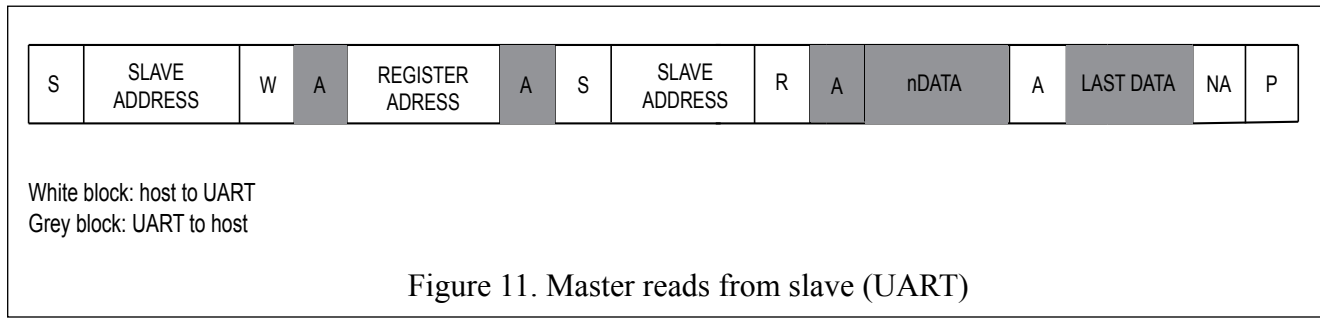 S SLAVE ADDRESS W A REGISTER ADRESS A S SLAVE ADDRESS R A nDATA A LAST DATA NA P
White block: host to UART
Grey block: UART to host
Figure 11. Master reads from slave (UART)